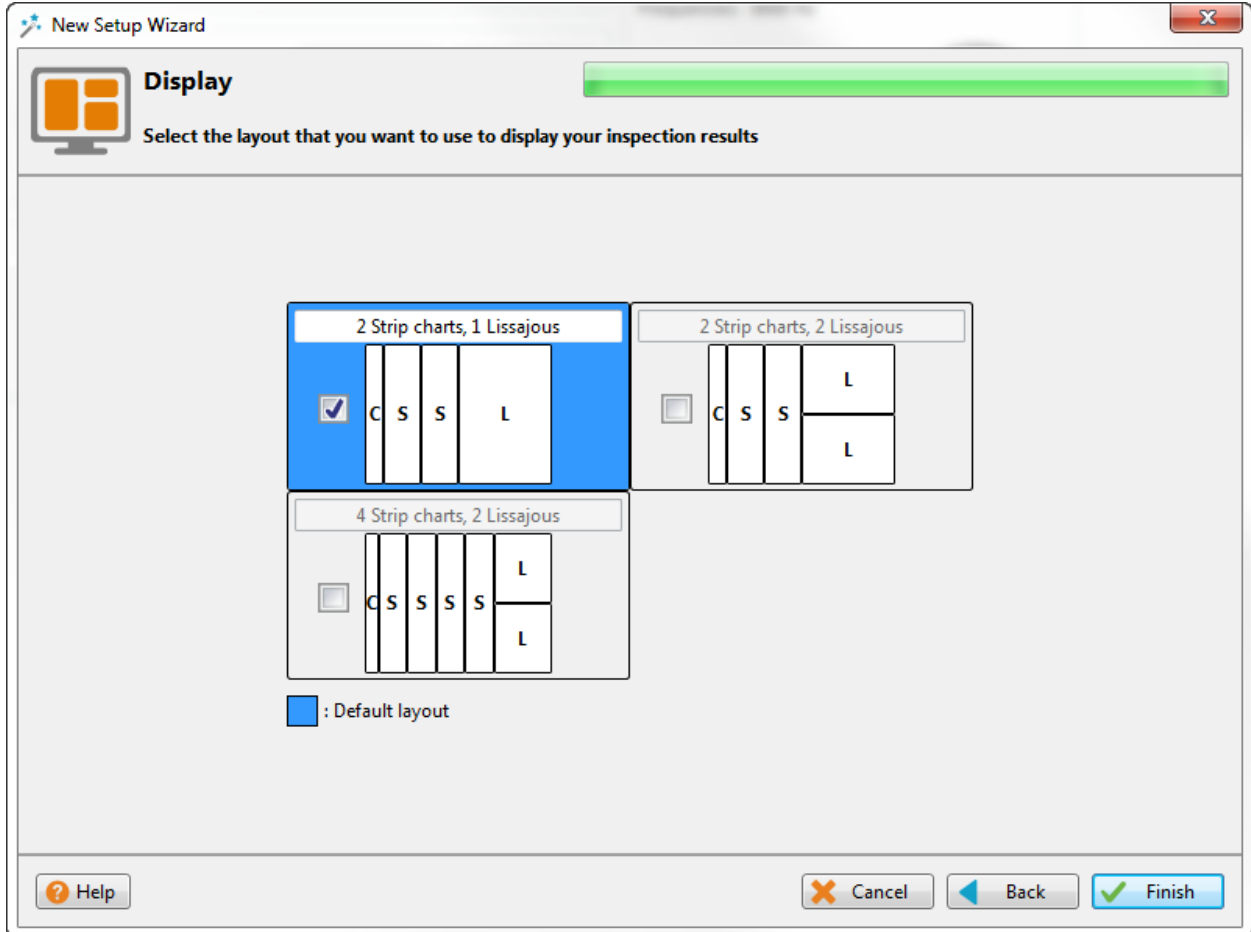 New Setup Wizard
Display
Select the layout that you want to use to display your inspection results
2 Strip charts, 1 Lissajous
C S S L
2 Strip charts, 2 Lissajous
C S S L
L
4 Strip charts, 2 Lissajous
C S S S S L
L
: Default layout
Help
Cancel
Back
Finish